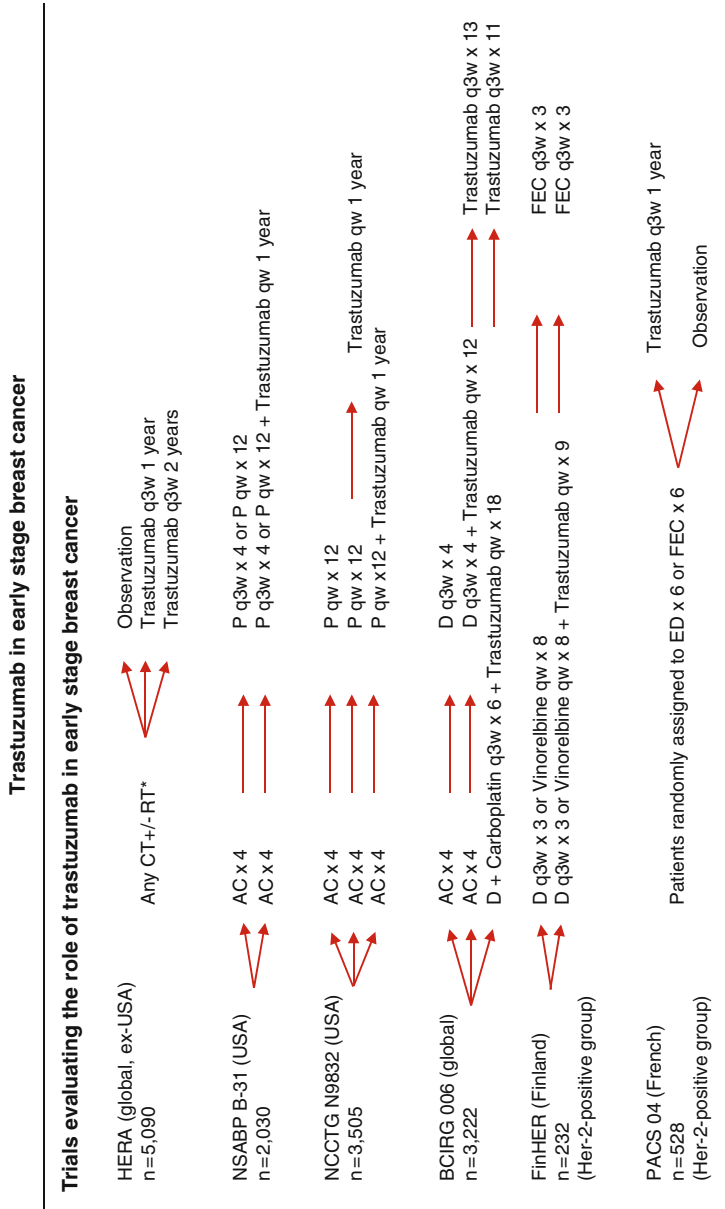 Trastuzumab in early stage breast cancer
Trials evaluating the role of trastuzumab in early stage breast cancer
HERA (global, ex-USA)
n=5,090
Any CT+/- RT*
Observation
Trastuzumab q3w 1 year
Trastuzumab q3w 2 years
NSABP B-31 (USA)
n=2,030
AC x 4
AC x 4
P q3w x 4 or P qw x 12
P q3w x 4 or P qw x 12 + Trastuzumab qw 1 year
NCCTG N9832 (USA)
n=3,505
AC x 4
AC x 4
AC x 4
P qw x 12
P qw x 12
P qw x12 + Trastuzumab qw 1 year
Trastuzumab qw 1 year
BCIRG 006 (global)
n=3,222
AC x 4
AC x 4
D + Carboplatin q3w x 6 + Trastuzumab qw x 18
D q3w x 4
D q3w x 4 + Trastuzumab qw x 12
Trastuzumab q3w x 13
Trastuzumab q3w x 11
FinHER (Finland)
n=232
(Her-2-positive group)
D q3w x 3 or Vinorelbine qw x 8
D q3w x 3 or Vinorelbine qw x 8 + Trastuzumab qw x 9
FEC q3w x 3
FEC q3w x 3
PACS 04 (French)
n=528
(Her-2-positive group)
Patients randomly assigned to ED x 6 or FEC x 6
Trastuzumab q3w 1 year
Observation